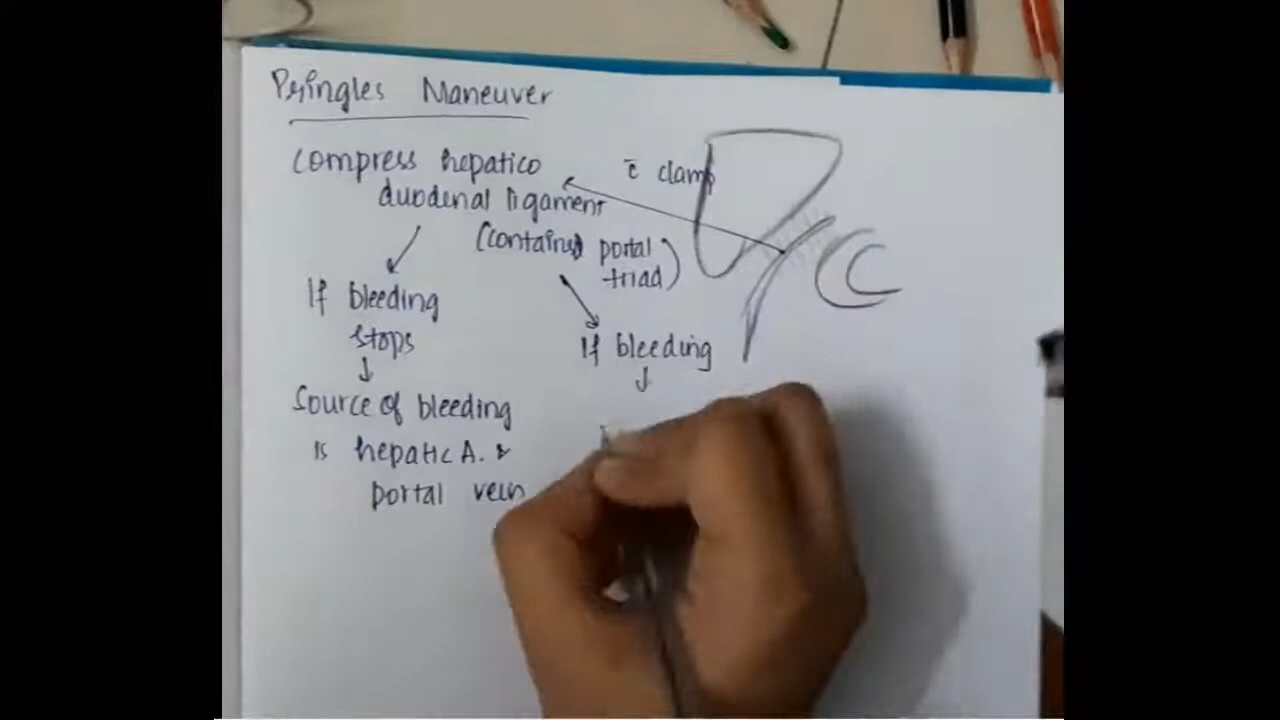 Pringles Maneuver
compress hepatico
duodenal ligament
c̄ clamp
(contained portal
triad)
If bleeding
stops
↓
Source of bleeding
is hepatic A. &
portal vein
If bleeding
↓